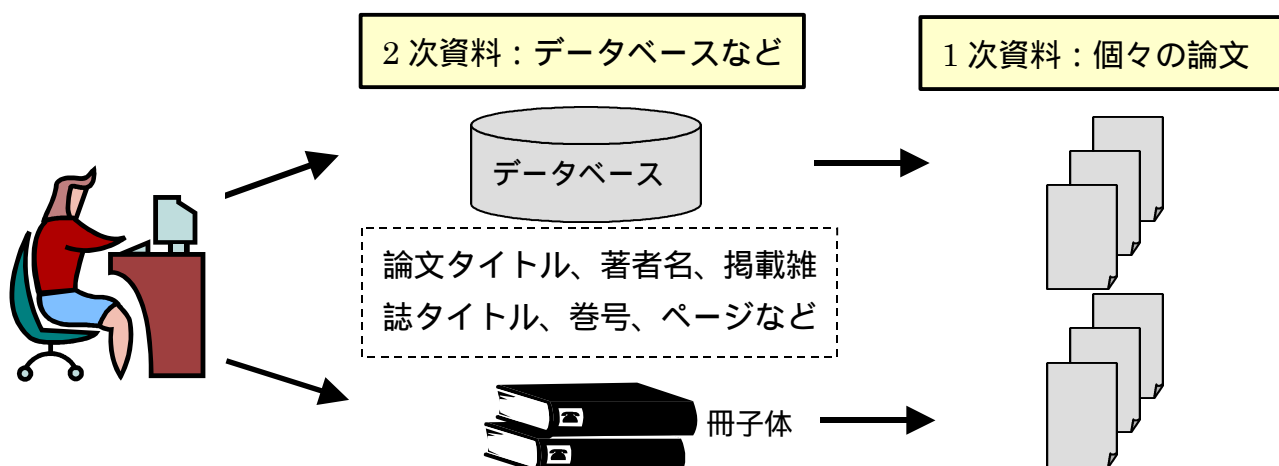 2 次資料：データベースなど
1 次資料：個々の論文
データベース
論文タイトル、著者名、掲載雑
誌タイトル、巻号、ページなど
冊子体